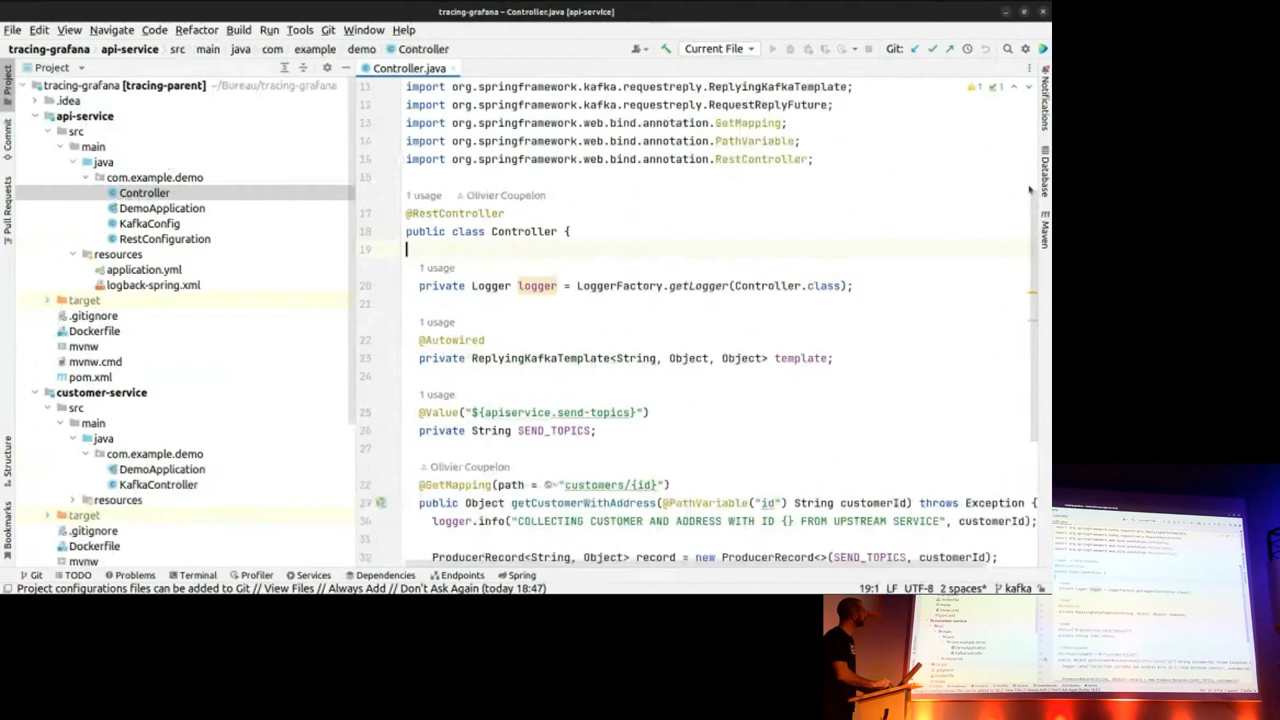 tracing-grafana – Controller.java [api-service]
File Edit View Navigate Code Refactor Build Run Tools Git Window Help
tracing-grafana api-service src main java com example demo Controller
Current File
Git:
Project
Controller.java
tracing-grafana [tracing-parent] ~/Bureau/tracing-grafana
.idea
api-service
src
main
java
com.example.demo
Controller
DemoApplication
KafkaConfig
RestConfiguration
resources
application.yml
logback-spring.xml
target
.gitignore
Dockerfile
mvnw
mvnw.cmd
pom.xml
customer-service
src
main
java
com.example.demo
DemoApplication
KafkaController
resources
target
.gitignore
Dockerfile
mvnw
Project
Commit
Pull Requests
Structure
Bookmarks
11 import org.springframework.kafka.requestreply.ReplyingKafkaTemplate;
12 import org.springframework.kafka.requestreply.RequestReplyFuture;
13 import org.springframework.web.bind.annotation.GetMapping;
import org.springframework.web.bind.annotation.PathVariable;
import org.springframework.web.bind.annotation.RestController;
1 usage Olivier Coupelon
17 @RestController
18 public class Controller {
19
1 usage
20 private Logger logger = LoggerFactory.getLogger(Controller.class);
21
1 usage
22 @Autowired
23 private ReplyingKafkaTemplate<String, Object, Object> template;
24
1 usage
25 @Value("${apiservice.send-topics}")
26 private String SEND_TOPICS;
27
Olivier Coupelon
@GetMapping(path = "customers/{id}")
public Object getCustomerWithAddress(@PathVariable("id") String customerId) throws Exception {
logger.info("COLLECTING CUSTOMER AND ADDRESS WITH ID {} FROM UPSTREAM SERVICE", customerId);
ProducerRecord<String, Object> record = new ProducerRecord<>(SEND_TOPICS, customerId);
1 1
Notifications
Database
Maven
Git TODO Problems Terminal Profiler Services Dependencies Endpoints Spring
Project configurations files can be added to Git // View Files // Always Add // Don't Ask Again (today 18:47)
19:1 LF UTF-8 2 spaces* kafka